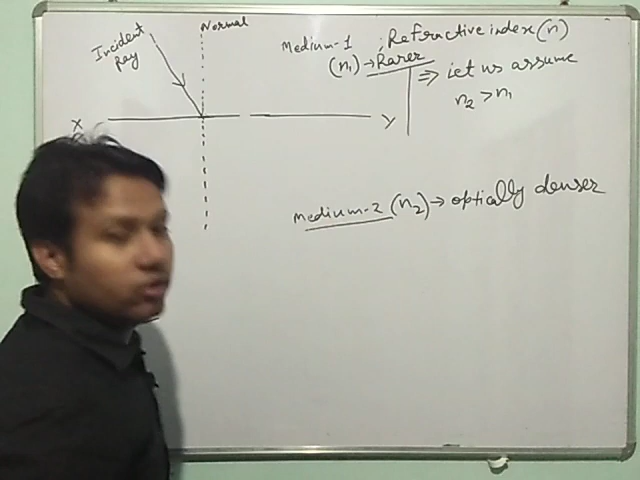 Normal
Incident
Ray
Medium-1 : Refractive index (n)
(n₁) → Rarer
⇒ let us assume
n₂ > n₁
X
Y
Medium-2 (n₂) → optically denser